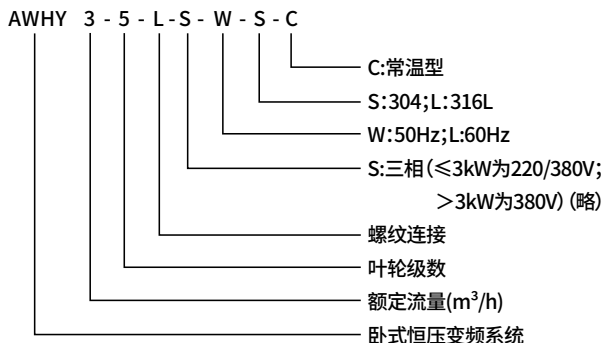 AWHY 3 - 5 - L - S - W - S - C
C:常温型
S:304;L:316L
W:50Hz;L:60Hz
S:三相(≤3kW为220/380V;
>3kW为380V)(略)
螺纹连接
叶轮级数
额定流量(m³/h)
卧式恒压变频系统